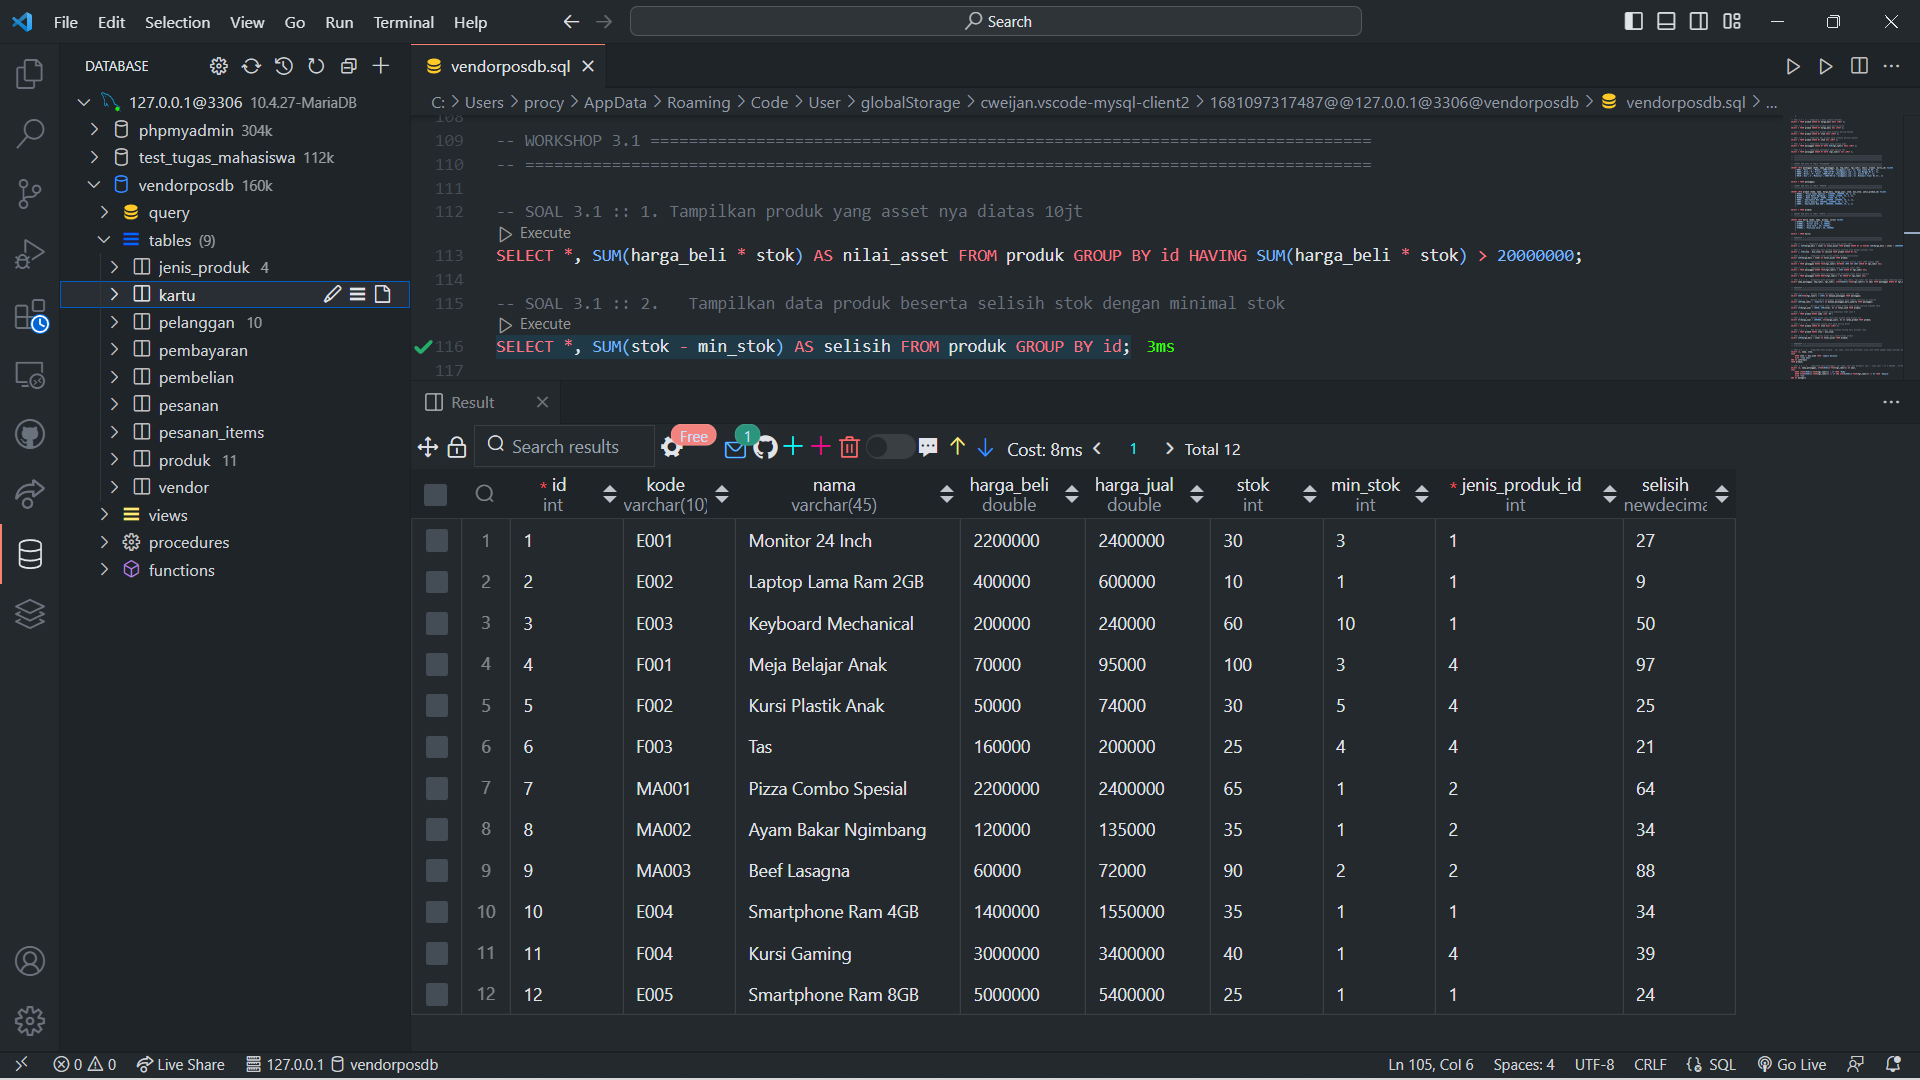 File Edit Selection View Go Run Terminal Help
Search
DATABASE
127.0.0.1@3306 10.4.27-MariaDB
phpmyadmin 304k
test_tugas_mahasiswa 112k
vendorposdb 160k
query
tables (9)
jenis_produk 4
kartu
pelanggan 10
pembayaran
pembelian
pesanan
pesanan_items
produk 11
vendor
views
procedures
functions
vendorposdb.sql
C: > Users > procy > AppData > Roaming > Code > User > globalStorage > cweijan.vscode-mysql-client2 > 1681097317487@@127.0.0.1@3306@vendorposdb > vendorposdb.sql > ...
108
109 -- WORKSHOP 3.1 ===========================================================================
110 -- ========================================================================================
111
112 -- SOAL 3.1 :: 1. Tampilkan produk yang asset nya diatas 10jt
Execute
113 SELECT *, SUM(harga_beli * stok) AS nilai_asset FROM produk GROUP BY id HAVING SUM(harga_beli * stok) > 20000000;
114
115 -- SOAL 3.1 :: 2. Tampilkan data produk beserta selisih stok dengan minimal stok
Execute
116 SELECT *, SUM(stok - min_stok) AS selisih FROM produk GROUP BY id; 3ms
117
Result
Search results Free 1 Cost: 8ms < 1 > Total 12
* id kode nama harga_beli harga_jual stok min_stok * jenis_produk_id selisih
int varchar(10) varchar(45) double double int int int newdecima
1 1 E001 Monitor 24 Inch 2200000 2400000 30 3 1 27
2 2 E002 Laptop Lama Ram 2GB 400000 600000 10 1 1 9
3 3 E003 Keyboard Mechanical 200000 240000 60 10 1 50
4 4 F001 Meja Belajar Anak 70000 95000 100 3 4 97
5 5 F002 Kursi Plastik Anak 50000 74000 30 5 4 25
6 6 F003 Tas 160000 200000 25 4 4 21
7 7 MA001 Pizza Combo Spesial 2200000 2400000 65 1 2 64
8 8 MA002 Ayam Bakar Ngimbang 120000 135000 35 1 2 34
9 9 MA003 Beef Lasagna 60000 72000 90 2 2 88
10 10 E004 Smartphone Ram 4GB 1400000 1550000 35 1 1 34
11 11 F004 Kursi Gaming 3000000 3400000 40 1 4 39
12 12 E005 Smartphone Ram 8GB 5000000 5400000 25 1 1 24
0 0 Live Share 127.0.0.1 vendorposdb Ln 105, Col 6 Spaces: 4 UTF-8 CRLF SQL Go Live